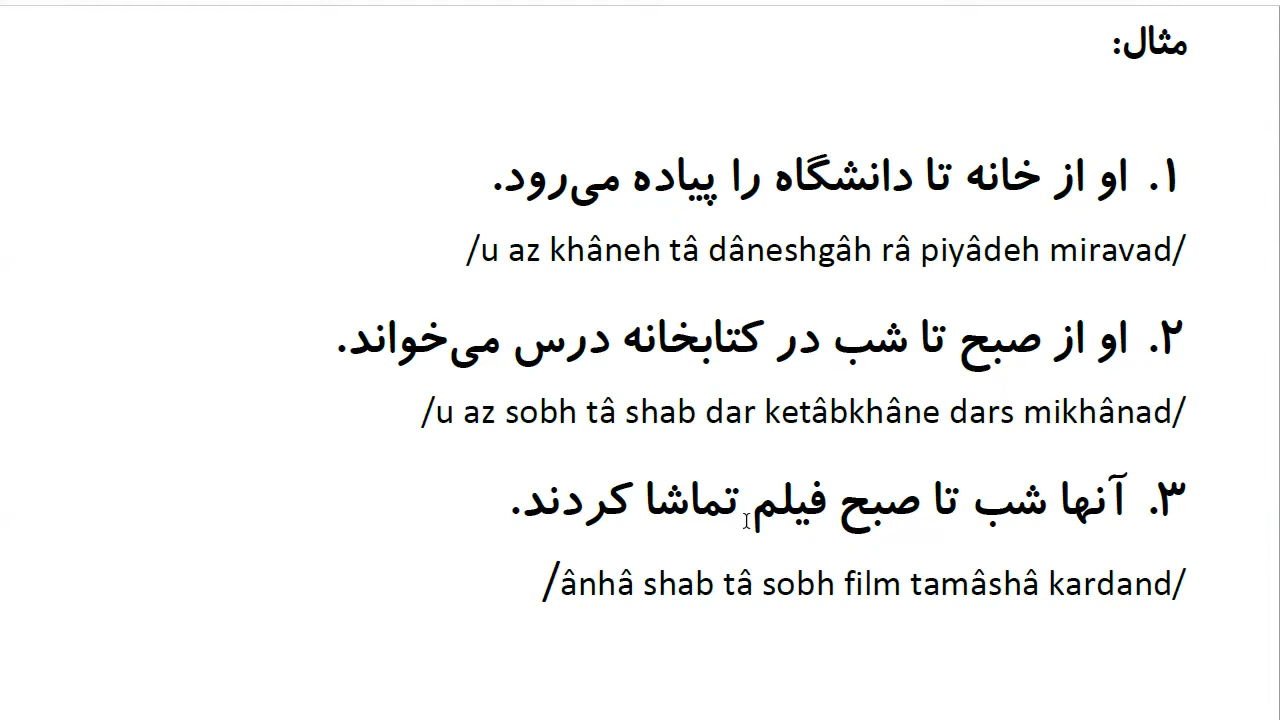 مثال:
۱. او از خانه تا دانشگاه را پیاده می‌رود.
/u az khâneh tâ dâneshgâh râ piyâdeh miravad/
۲. او از صبح تا شب در کتابخانه درس می‌خواند.
/u az sobh tâ shab dar ketâbkhâne dars mikhânad/
۳. آنها شب تا صبح فیلم تماشا کردند.
/ânhâ shab tâ sobh film tamâshâ kardand/